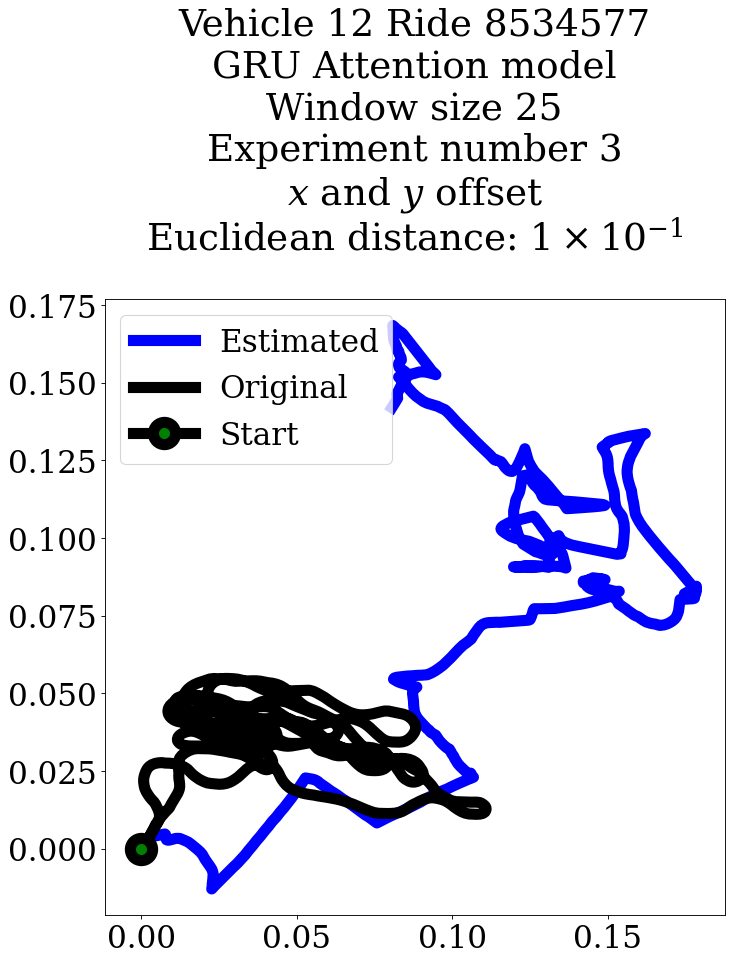 Vehicle 12 Ride 8534577
GRU Attention model
Window size 25
Experiment number 3
x and y offset
Euclidean distance: 1 × 10⁻¹
0.175
0.150
0.125
0.100
0.075
0.050
0.025
0.000
Estimated
Original
Start
0.00 0.05 0.10 0.15